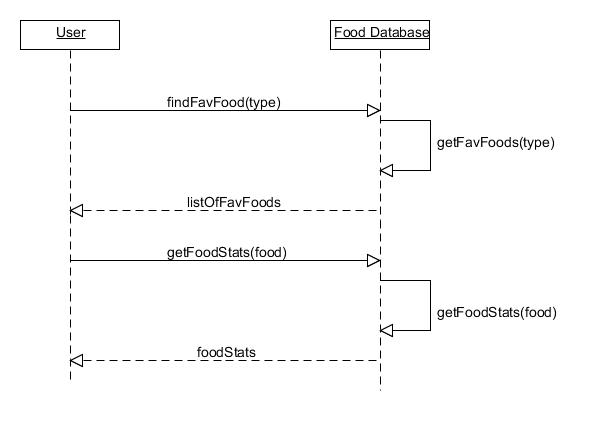 User
Food Database
findFavFood(type)
getFavFoods(type)
listOfFavFoods
getFoodStats(food)
getFoodStats(food)
foodStats